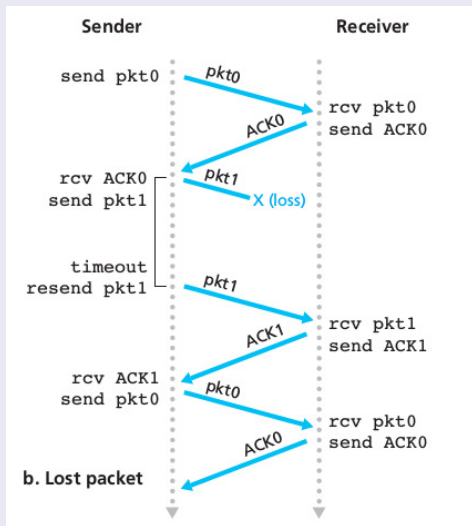 Sender
Receiver
send pkt0
pkt0
rcv pkt0
send ACK0
ACK0
rcv ACK0
send pkt1
pkt1
X (loss)
timeout
resend pkt1
pkt1
rcv pkt1
send ACK1
ACK1
rcv ACK1
send pkt0
pkt0
rcv pkt0
send ACK0
ACK0
b. Lost packet